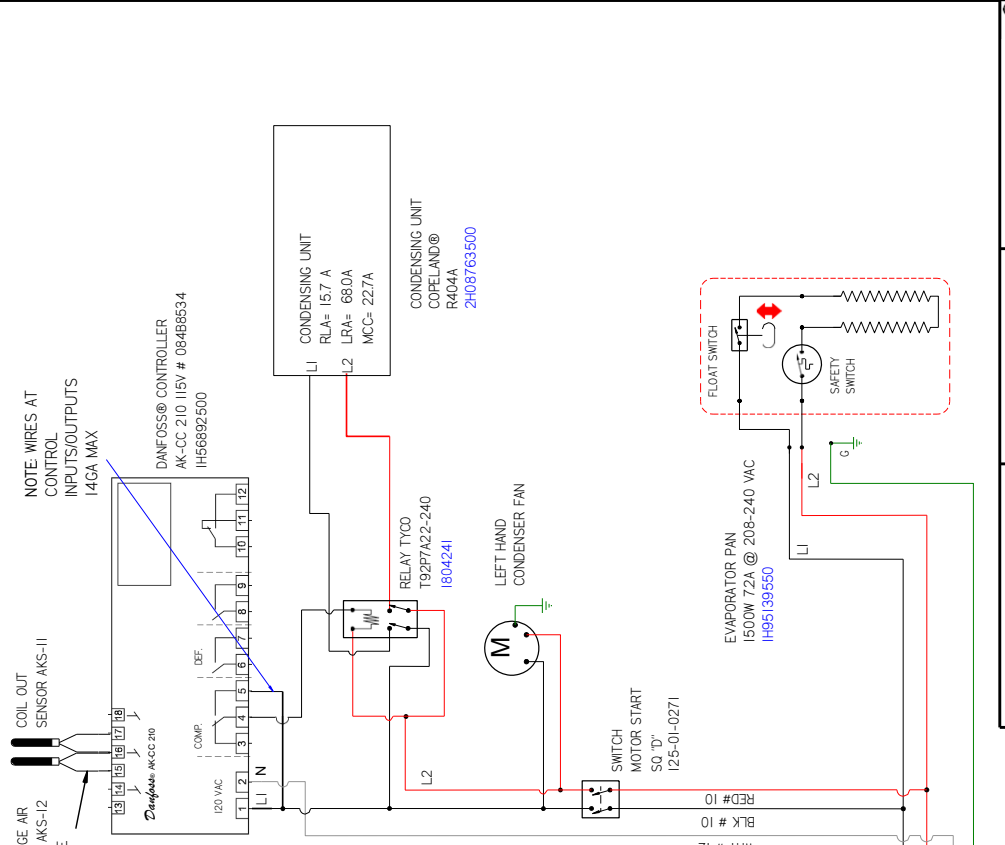 NOTE: WIRES AT
CONTROL
INPUTS/OUTPUTS
14GA MAX
DANFOSS® CONTROLLER
AK-CC 210 115V # 084B8534
1H56892500
CONDENSING UNIT
RLA= 15.7 A
LRA= 68.0A
MCC= 22.7A
L1
L2
CONDENSING UNIT
COPELAND®
R404A
2H08763500
COIL OUT
SENSOR AKS-11
GE AIR
AKS-12
E
13
14
15
16
17
18
Danfoss® AK-CC 210
120 VAC
COMP.
DEF.
1
2
3
4
5
6
7
8
9
10
11
12
L1
N
RELAY TYCO
T92P7A22-240
1804241
LEFT HAND
CONDENSER FAN
M
L2
SWITCH
MOTOR START
SQ "D"
125-01-0271
RED# 10
BLK # 10
FLOAT SWITCH
SAFETY
SWITCH
G
L2
L1
EVAPORATOR PAN
1500W 7.2A @ 208-240 VAC
1H95139550